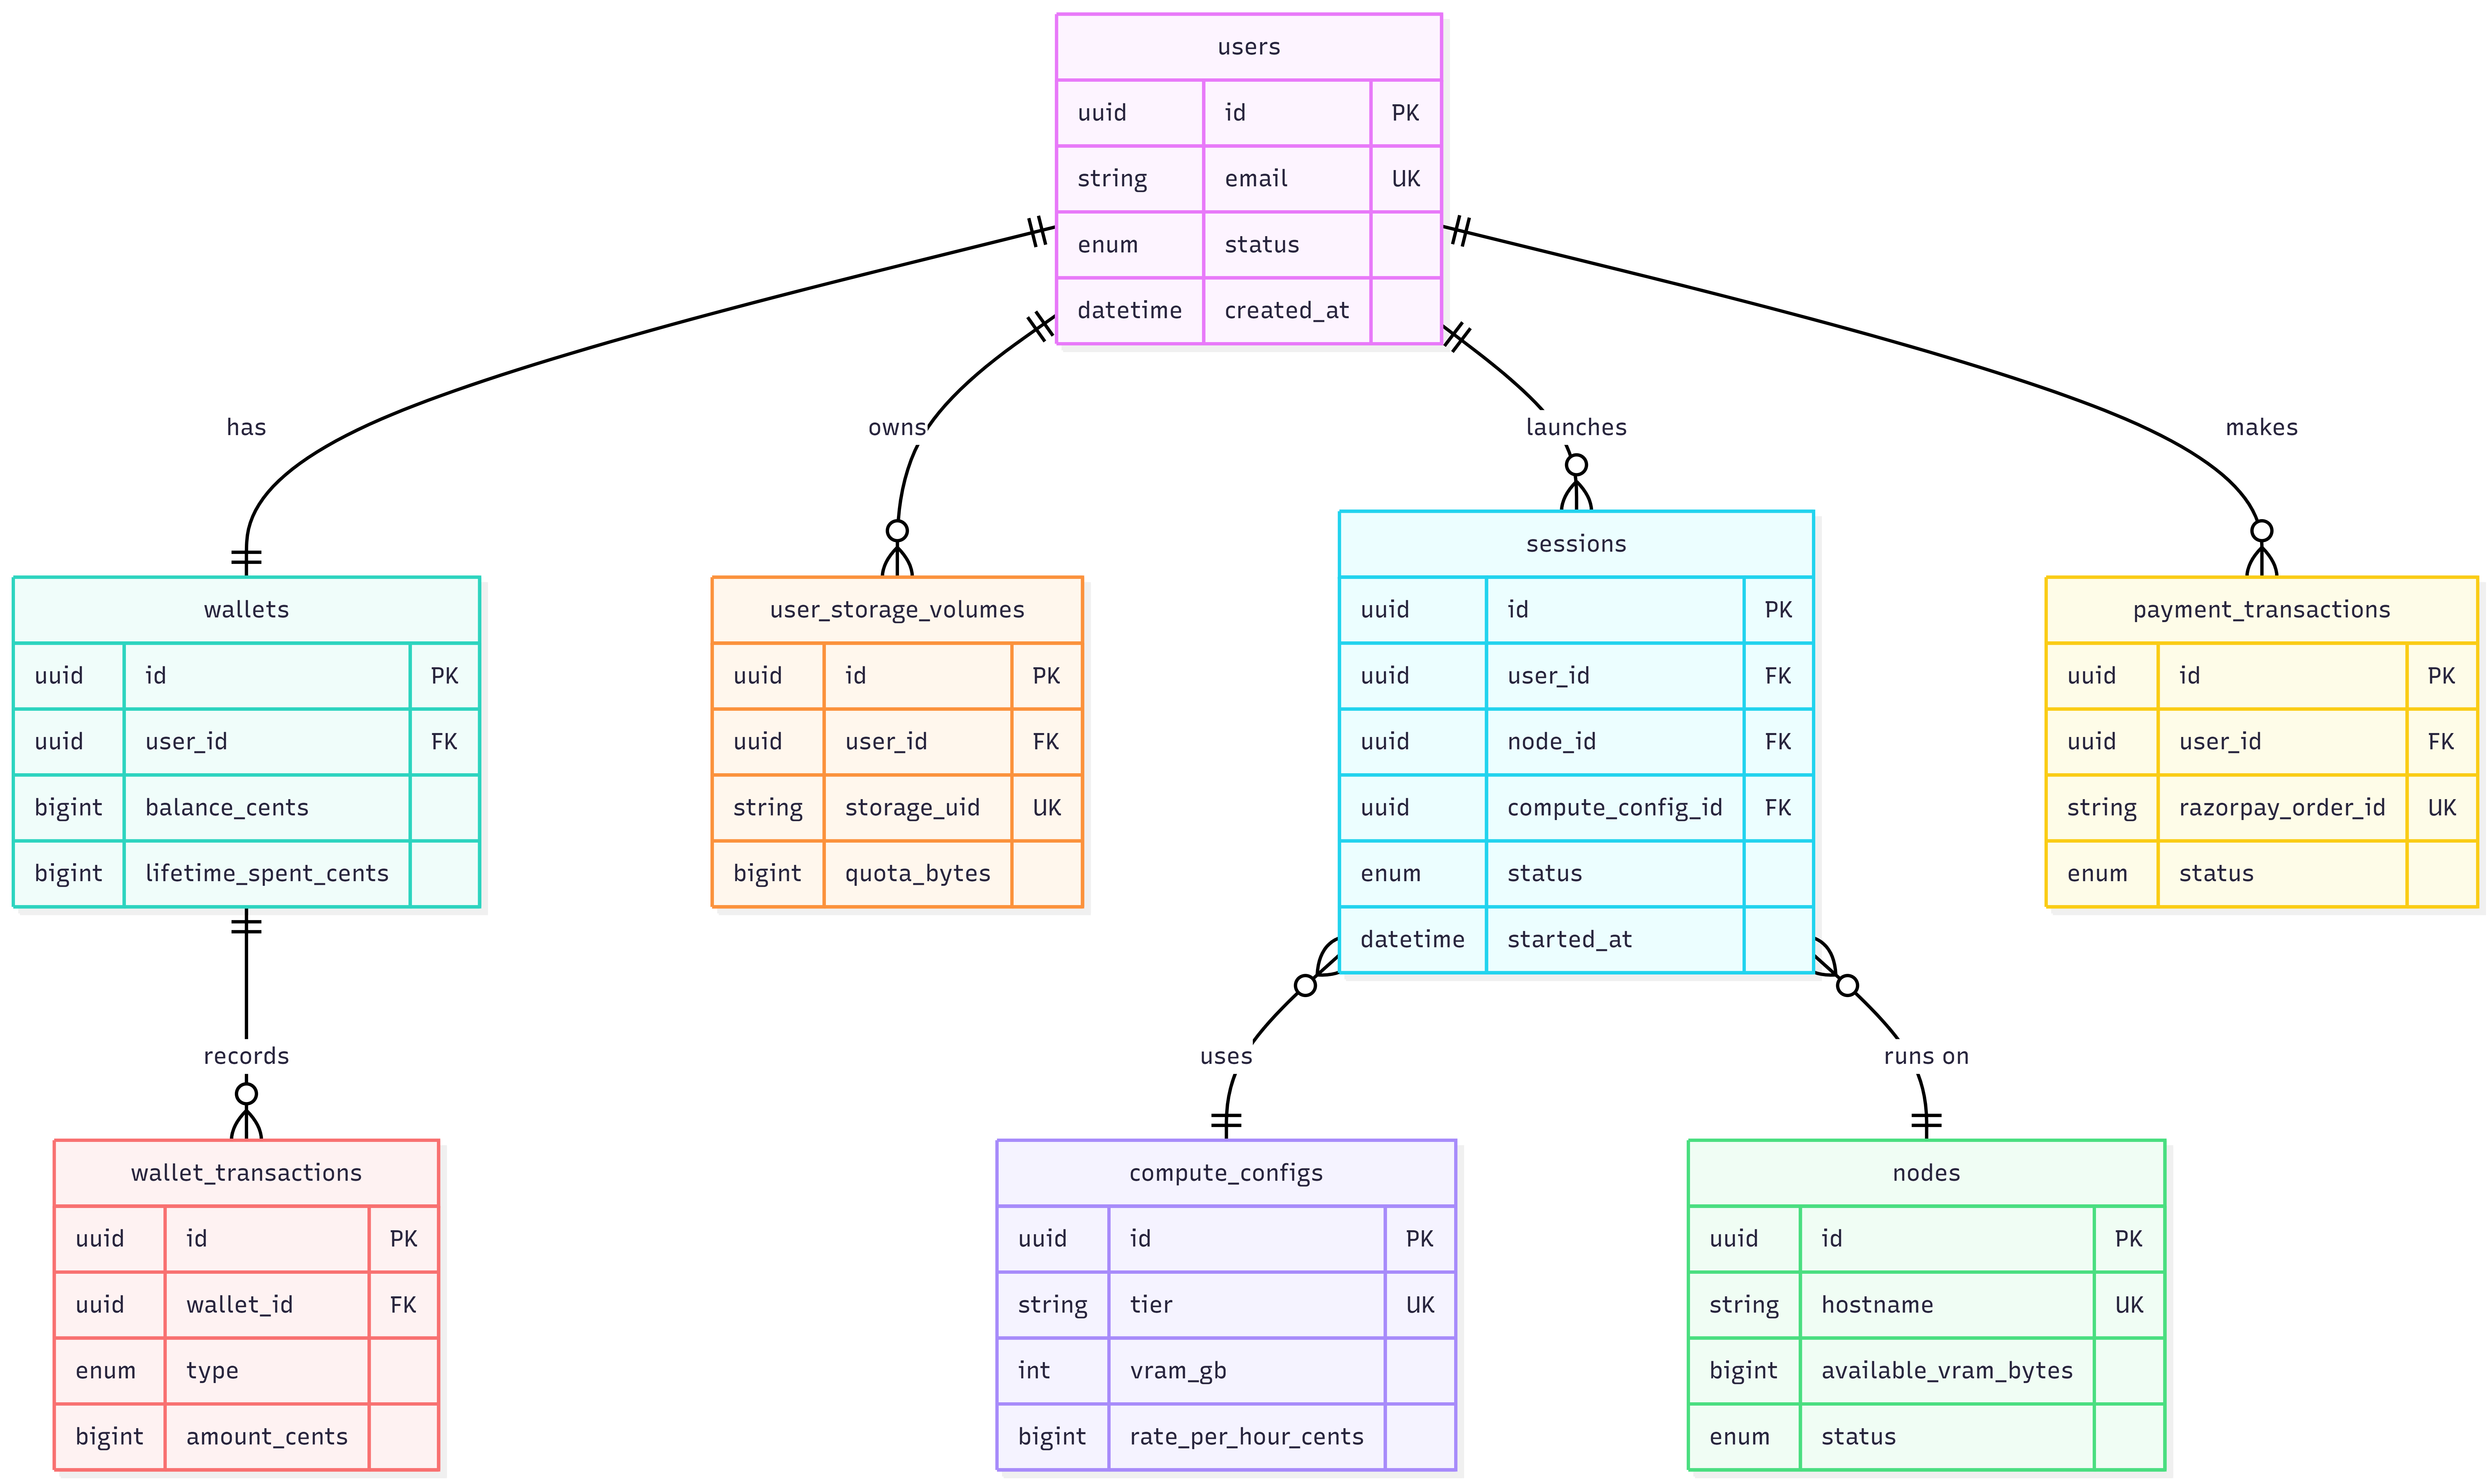 users
uuid id PK
string email UK
enum status
datetime created_at
has
owns
launches
makes
wallets
uuid id PK
uuid user_id FK
bigint balance_cents
bigint lifetime_spent_cents
user_storage_volumes
uuid id PK
uuid user_id FK
string storage_uid UK
bigint quota_bytes
sessions
uuid id PK
uuid user_id FK
uuid node_id FK
uuid compute_config_id FK
enum status
datetime started_at
payment_transactions
uuid id PK
uuid user_id FK
string razorpay_order_id UK
enum status
records
uses
runs on
wallet_transactions
uuid id PK
uuid wallet_id FK
enum type
bigint amount_cents
compute_configs
uuid id PK
string tier UK
int vram_gb
bigint rate_per_hour_cents
nodes
uuid id PK
string hostname UK
bigint available_vram_bytes
enum status